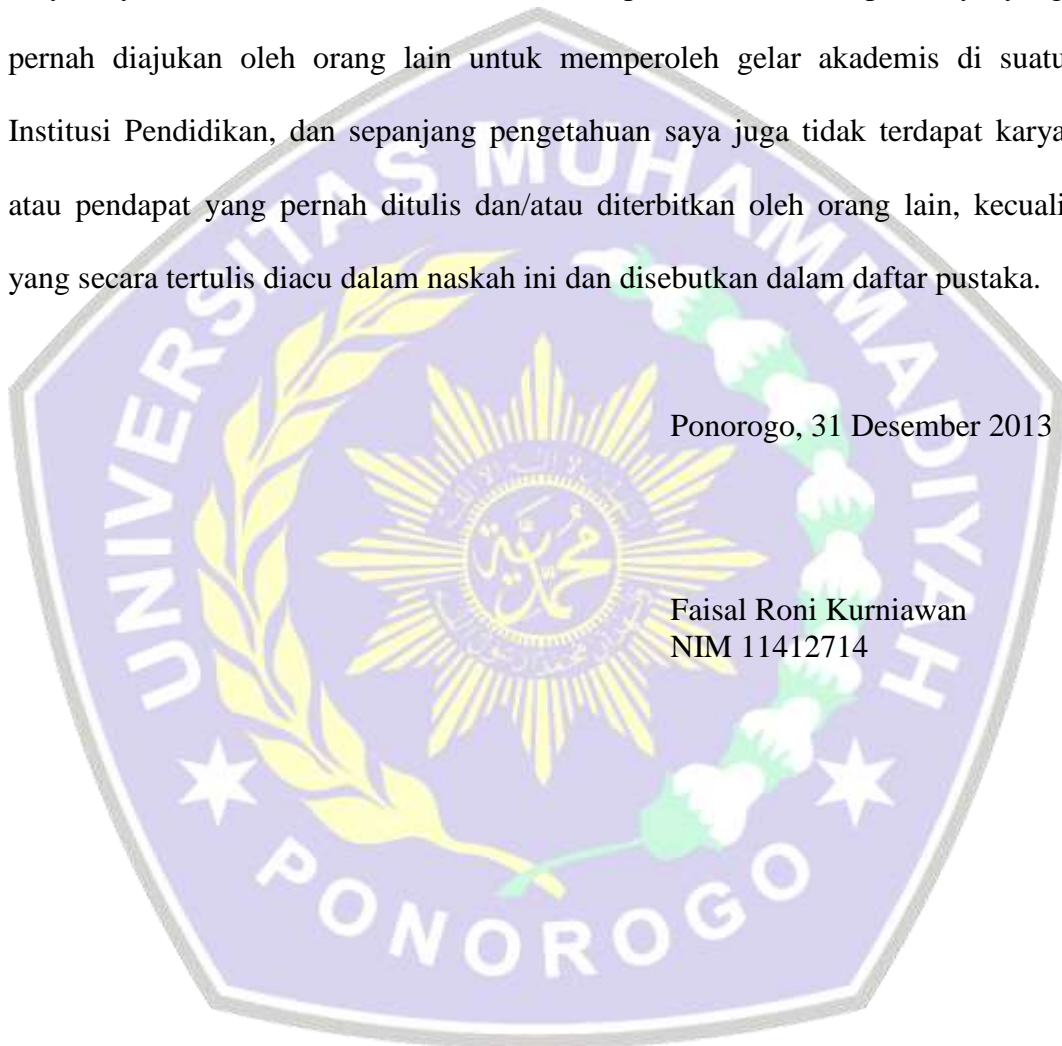 pernah diajukan oleh orang lain untuk memperoleh gelar akademis di suatu
Institusi Pendidikan, dan sepanjang pengetahuan saya juga tidak terdapat karya
atau pendapat yang pernah ditulis dan/atau diterbitkan oleh orang lain, kecuali
yang secara tertulis diacu dalam naskah ini dan disebutkan dalam daftar pustaka.
UNIVERSITAS MUHAMMADIYAH
Ponorogo, 31 Desember 2013
محمدية
Faisal Roni Kurniawan
NIM 11412714
PONOROGO